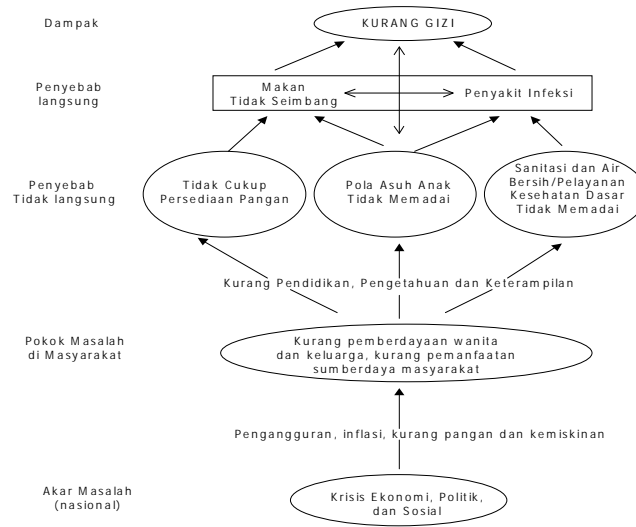 Dampak
KURANG GIZI
Penyebab
langsung
Makan
Tidak Seimbang
Penyakit Infeksi
Penyebab
Tidak langsung
Tidak Cukup
Persediaan Pangan
Pola Asuh Anak
Tidak Memadai
Sanitasi dan Air
Bersih/Pelayanan
Kesehatan Dasar
Tidak Memadai
Kurang Pendidikan, Pengetahuan dan Keterampilan
Pokok Masalah
di Masyarakat
Kurang pemberdayaan wanita
dan keluarga, kurang pemanfaatan
sumberdaya masyarakat
Pengangguran, inflasi, kurang pangan dan kemiskinan
Akar Masalah
(nasional)
Krisis Ekonomi, Politik,
dan Sosial